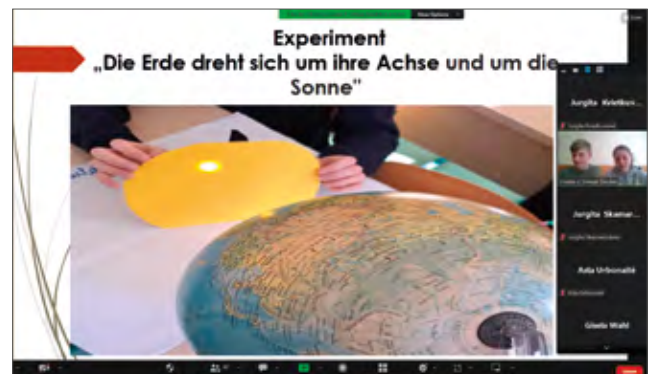 Experiment
„Die Erde dreht sich um ihre Achse und um die
Sonne"
Jurgita Kristikov...
Jurgita Skamar...
Asta Urbonaitė
Gisela Wahl